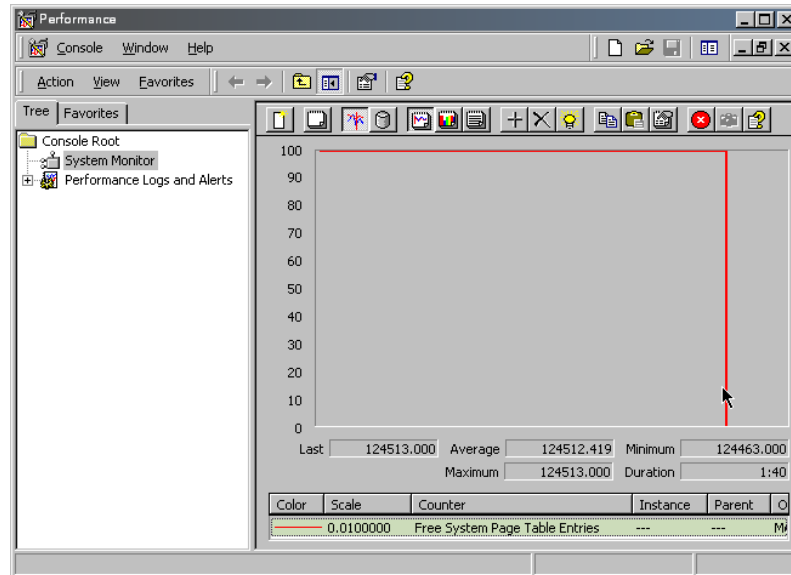 Performance
Console Window Help
Action View Favorites
Tree Favorites
Console Root
System Monitor
Performance Logs and Alerts
100
90
80
70
60
50
40
30
20
10
0
Last 124513.000 Average 124512.419 Minimum 124463.000
Maximum 124513.000 Duration 1:40
Color Scale Counter Instance Parent O
0.0100000 Free System Page Table Entries --- ---